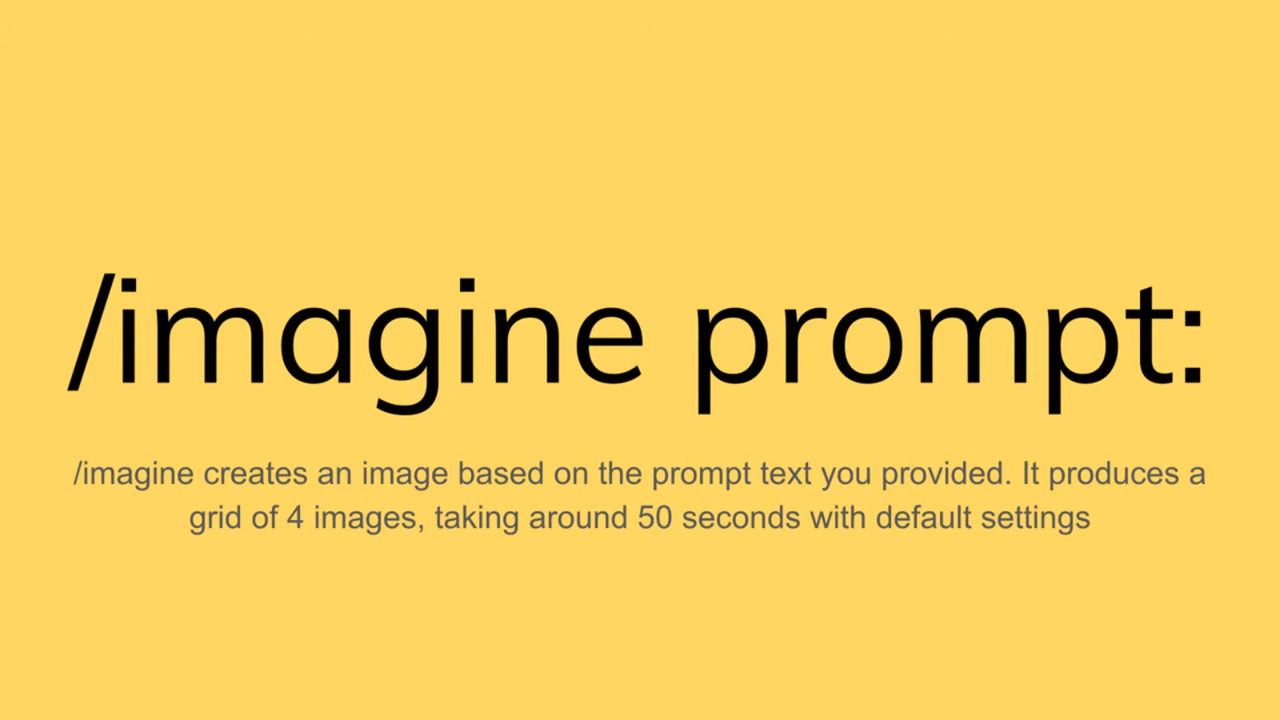 /imagine prompt:
/imagine creates an image based on the prompt text you provided. It produces a
grid of 4 images, taking around 50 seconds with default settings